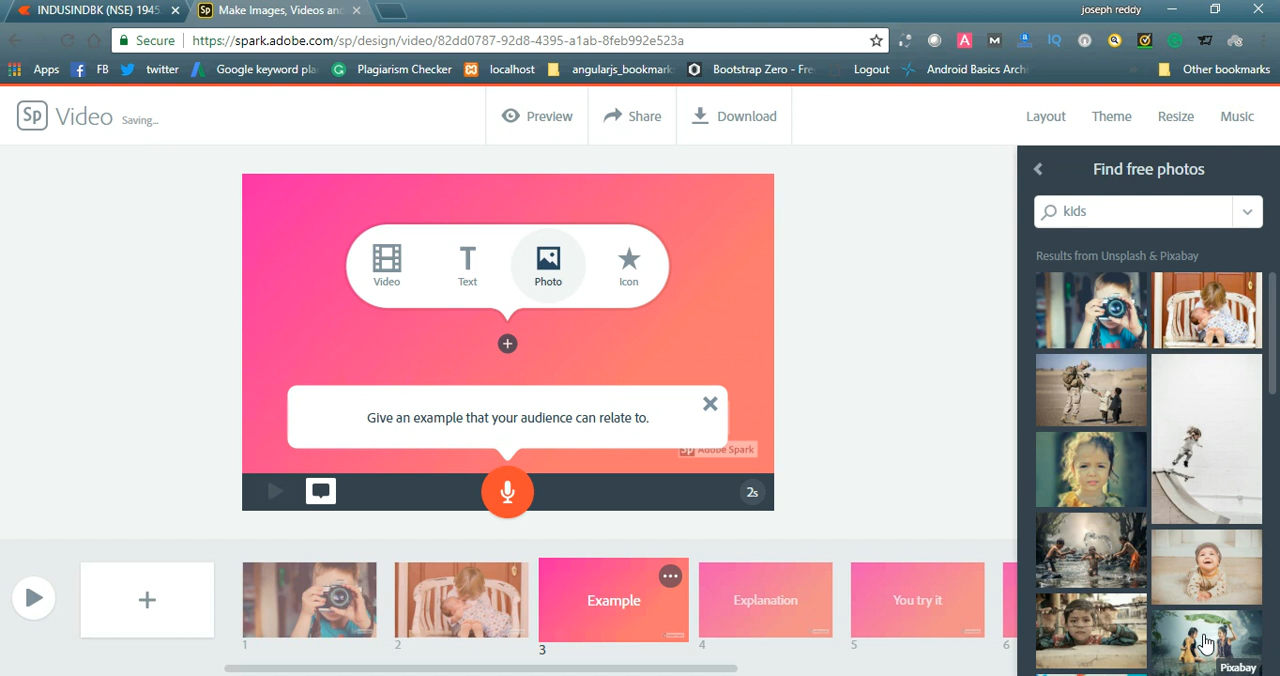 INDUSINDBK (NSE) 1945
Sp Make Images, Videos and
joseph reddy
Secure https://spark.adobe.com/sp/design/video/82dd0787-92d8-4395-a1ab-8feb992e523a
Apps FB twitter Google keyword pla Plagiarism Checker localhost angularjs_bookmark Bootstrap Zero - Fre Logout Android Basics Archi Other bookmarks
Sp Video Saving... Preview Share Download Layout Theme Resize Music
Find free photos
kids
Results from Unsplash & Pixabay
Video Text Photo Icon
Give an example that your audience can relate to.
Sp Adobe Spark
2s
Example Explanation You try it
1 2 3 4 5 6
Pixabay